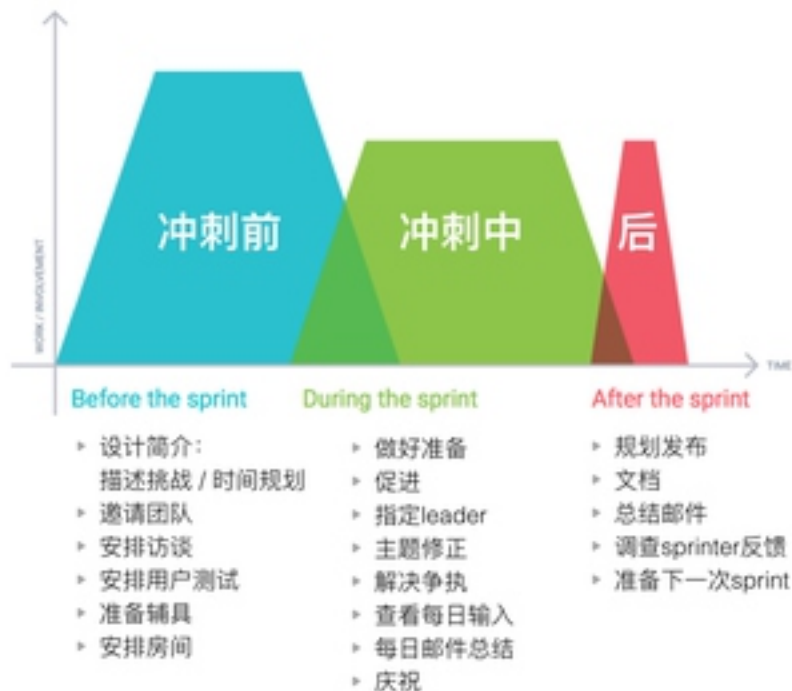 冲刺前
冲刺中
后
WORK / INVOLVEMENT
TIME
Before the sprint
设计简介：
描述挑战 / 时间规划
邀请团队
安排访谈
安排用户测试
准备辅具
安排房间
During the sprint
做好准备
促进
指定leader
主题修正
解决争执
查看每日输入
每日邮件总结
庆祝
After the sprint
规划发布
文档
总结邮件
调查sprinter反馈
准备下一次sprint